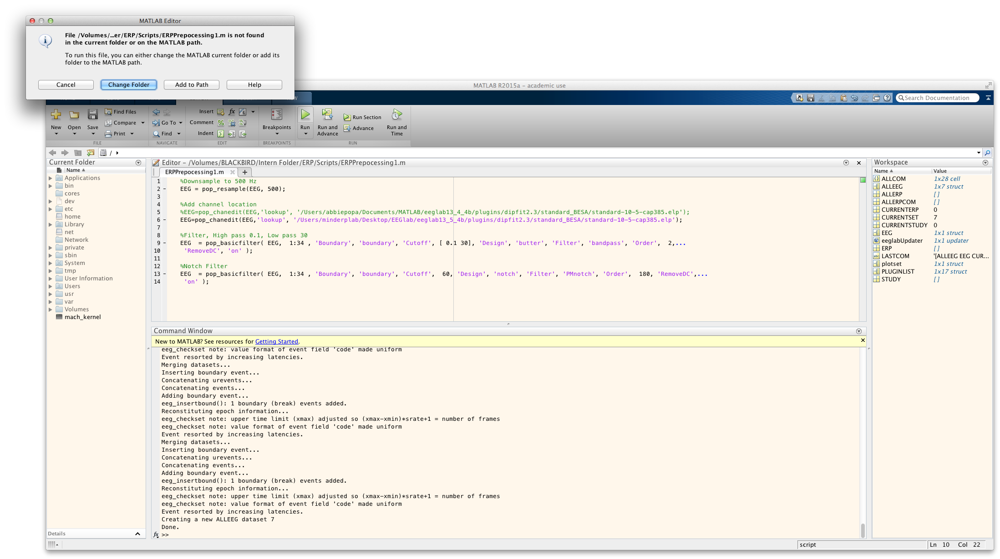 MATLAB Editor
File /Volumes/...er/ERP/Scripts/ERPPrepocessing1.m is not found
in the current folder or on the MATLAB path.
To run this file, you can either change the MATLAB current folder or add its
folder to the MATLAB path.
Cancel Change Folder Add to Path Help
MATLAB R2015a - academic use
Search Documentation
New Open Save Find Files Compare Print
Go To Find
Insert Comment Indent
Breakpoints
Run Run and Advance Run Section Advance Run and Time
FILE NAVIGATE EDIT BREAKPOINTS RUN
/
Current Folder
Name
Applications
bin
cores
dev
etc
home
Library
net
Network
private
sbin
System
tmp
User Information
Users
usr
var
Volumes
mach_kernel
Details
Editor - /Volumes/BLACKBIRD/Intern Folder/ERP/Scripts/ERPPrepocessing1.m
ERPPrepocessing1.m
1 %Downsample to 500 Hz
2 EEG = pop_resample(EEG, 500);
3
4 %Add channel location
5 %EEG=pop_chanedit(EEG,'lookup', '/Users/abbiepopa/Documents/MATLAB/eeglab13_4_4b/plugins/dipfit2.3/standard_BESA/standard-10-5-cap385.elp');
6 EEG=pop_chanedit(EEG,'lookup', '/Users/minderplab/Desktop/EEGlab/eeglab13_5_4b/plugins/dipfit2.3/standard_BESA/standard-10-5-cap385.elp');
7
8 %Filter, High pass 0.1, Low pass 30
9 EEG  = pop_basicfilter( EEG,  1:34 , 'Boundary', 'boundary', 'Cutoff', [ 0.1 30], 'Design', 'butter', 'Filter', 'bandpass', 'Order',  2,...
10 'RemoveDC', 'on' );
11
12 %Notch Filter
13 EEG  = pop_basicfilter( EEG,  1:34 , 'Boundary', 'boundary', 'Cutoff',  60, 'Design', 'notch', 'Filter', 'PMnotch', 'Order',  180, 'RemoveDC',...
14 'on' );
Command Window
New to MATLAB? See resources for Getting Started.
eeg_checkset note: value format of event field 'code' made uniform
Event resorted by increasing latencies.
Merging datasets...
Inserting boundary event...
Concatenating urevents...
Concatenating events...
Adding boundary event...
eeg_insertbound(): 1 boundary (break) events added.
Reconstituting epoch information...
eeg_checkset note: upper time limit (xmax) adjusted so (xmax-xmin)*srate+1 = number of frames
eeg_checkset note: value format of event field 'code' made uniform
Event resorted by increasing latencies.
Merging datasets...
Inserting boundary event...
Concatenating urevents...
Concatenating events...
Adding boundary event...
eeg_insertbound(): 1 boundary (break) events added.
Reconstituting epoch information...
eeg_checkset note: upper time limit (xmax) adjusted so (xmax-xmin)*srate+1 = number of frames
eeg_checkset note: value format of event field 'code' made uniform
Event resorted by increasing latencies.
Creating a new ALLEEG dataset 7
Done.
fx >>
Workspace
Name Value
ALLCOM 1x28 cell
ALLEEG 1x7 struct
ALLERP []
ALLERPCOM []
CURRENTERP 0
CURRENTSET 7
CURRENTSTUDY 0
EEG 1x1 struct
eeglabUpdater 1x1 updater
ERP []
LASTCOM '[ALLEEG EEG CUR...
plotset 1x1 struct
PLUGINLIST 1x17 struct
STUDY []
script Ln 10 Col 22